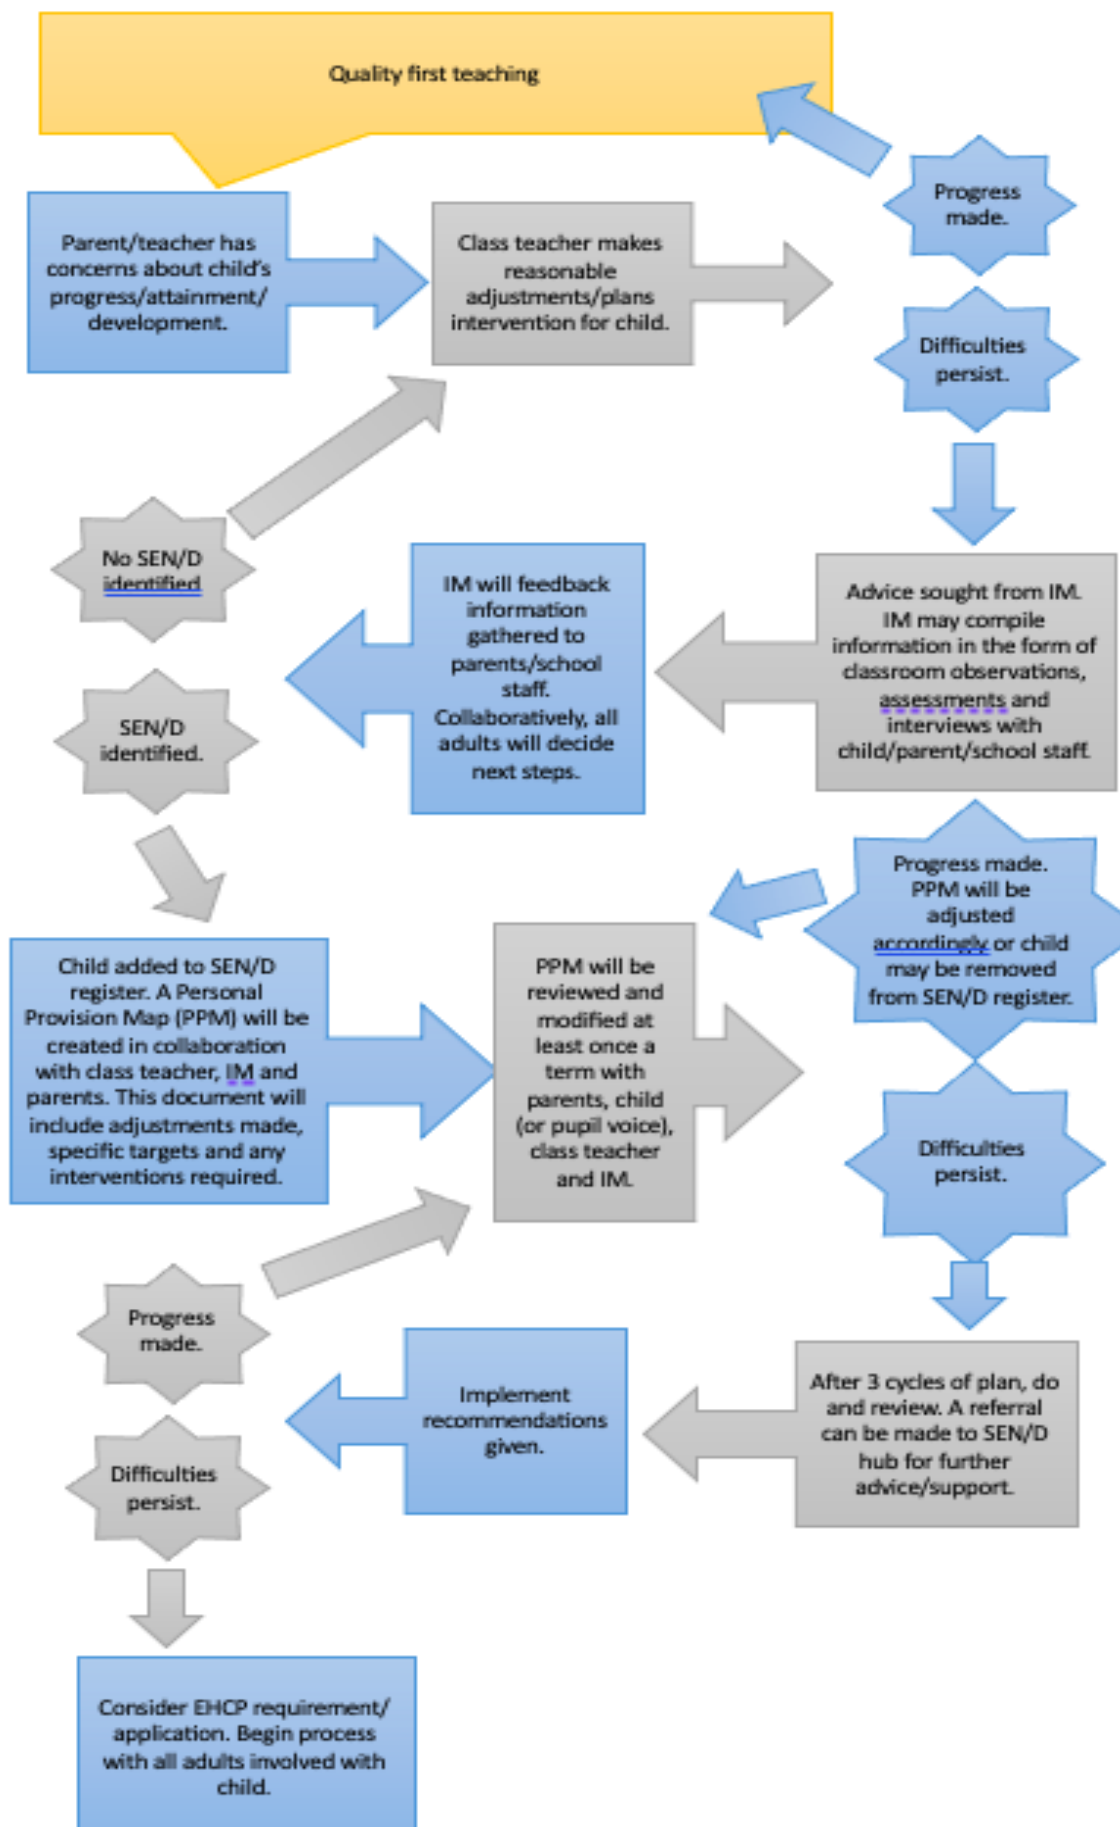 Quality first teaching
Parent/teacher has
concerns about child's
progress/attainment/
development.
Class teacher makes
reasonable
adjustments/plans
intervention for child.
Progress
made.
Difficulties
persist.
Advice sought from IM.
IM may compile
information in the form of
classroom observations,
assessments and
interviews with
child/parent/school staff.
IM will feedback
information
gathered to
parents/school
staff.
Collaboratively, all
adults will decide
next steps.
No SEN/D
identified
SEN/D
identified.
Child added to SEN/D
register. A Personal
Provision Map (PPM) will be
created in collaboration
with class teacher, IM and
parents. This document will
include adjustments made,
specific targets and any
interventions required.
PPM will be
reviewed and
modified at
least once a
term with
parents, child
(or pupil voice),
class teacher
and IM.
Progress made.
PPM will be
adjusted
accordingly or child
may be removed
from SEN/D register.
Difficulties
persist.
After 3 cycles of plan, do
and review. A referral
can be made to SEN/D
hub for further
advice/support.
Implement
recommendations
given.
Progress
made.
Difficulties
persist.
Consider EHCP requirement/
application. Begin process
with all adults involved with
child.